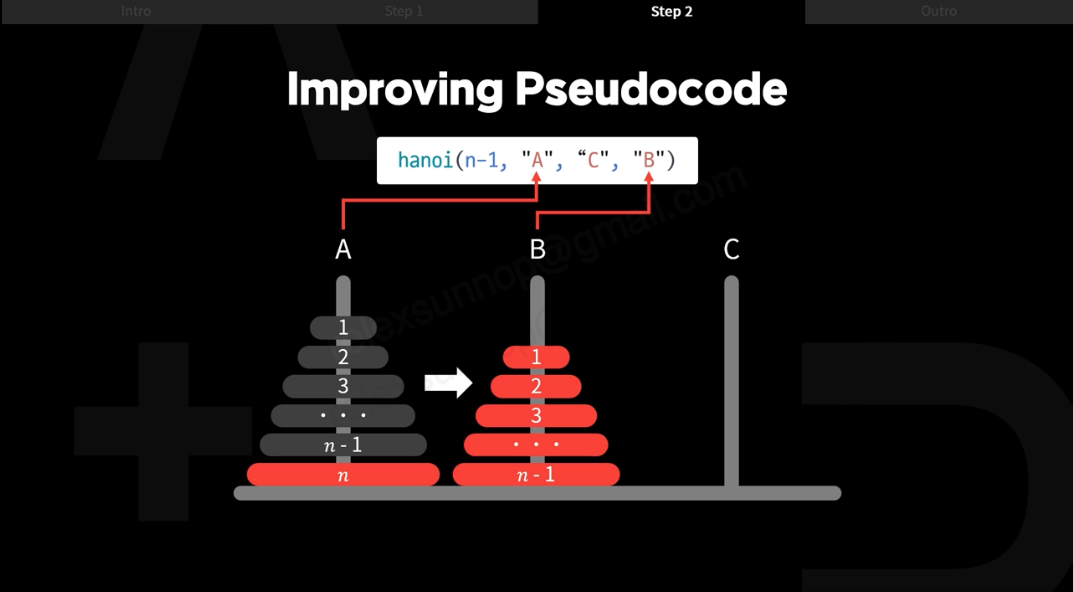 Intro Step 1 Step 2 Outro
Improving Pseudocode
hanoi(n-1, "A", “C", "B")
A B C
1
2 1
3 2
· · · 3
n - 1 · · ·
n n - 1